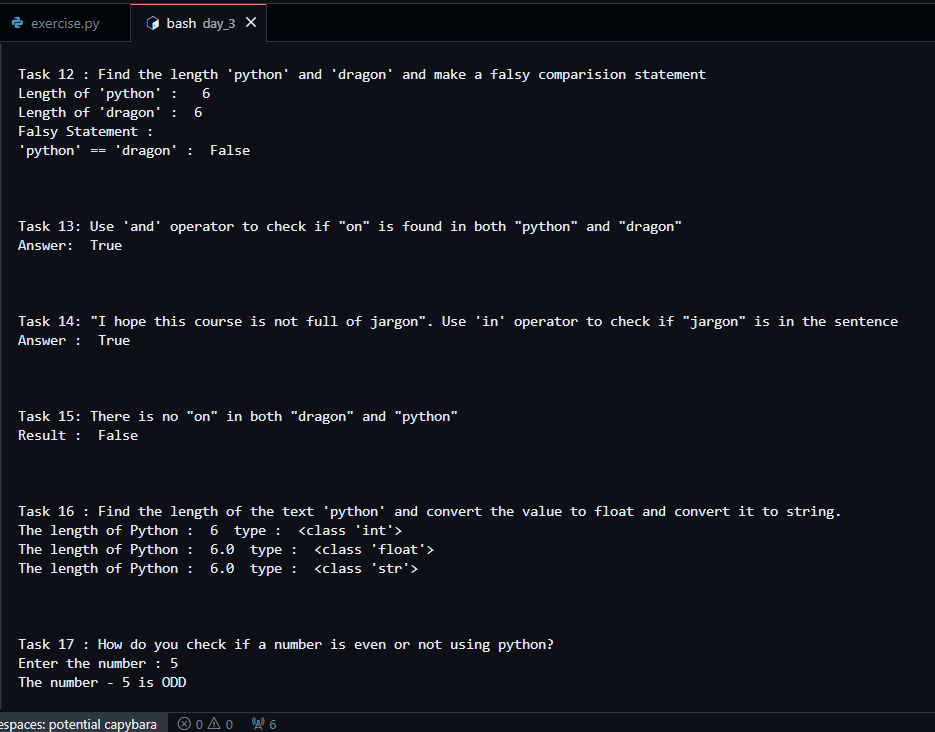 exercise.py
bash day_3
Task 12 : Find the length 'python' and 'dragon' and make a falsy comparision statement
Length of 'python' :   6
Length of 'dragon' :  6
Falsy Statement :
'python' == 'dragon' :  False
Task 13: Use 'and' operator to check if "on" is found in both "python" and "dragon"
Answer:  True
Task 14: "I hope this course is not full of jargon". Use 'in' operator to check if "jargon" is in the sentence
Answer :  True
Task 15: There is no "on" in both "dragon" and "python"
Result :  False
Task 16 : Find the length of the text 'python' and convert the value to float and convert it to string.
The length of Python :  6  type :  <class 'int'>
The length of Python :  6.0  type :  <class 'float'>
The length of Python :  6.0  type :  <class 'str'>
Task 17 : How do you check if a number is even or not using python?
Enter the number : 5
The number - 5 is ODD
espaces: potential capybara 0 0 6